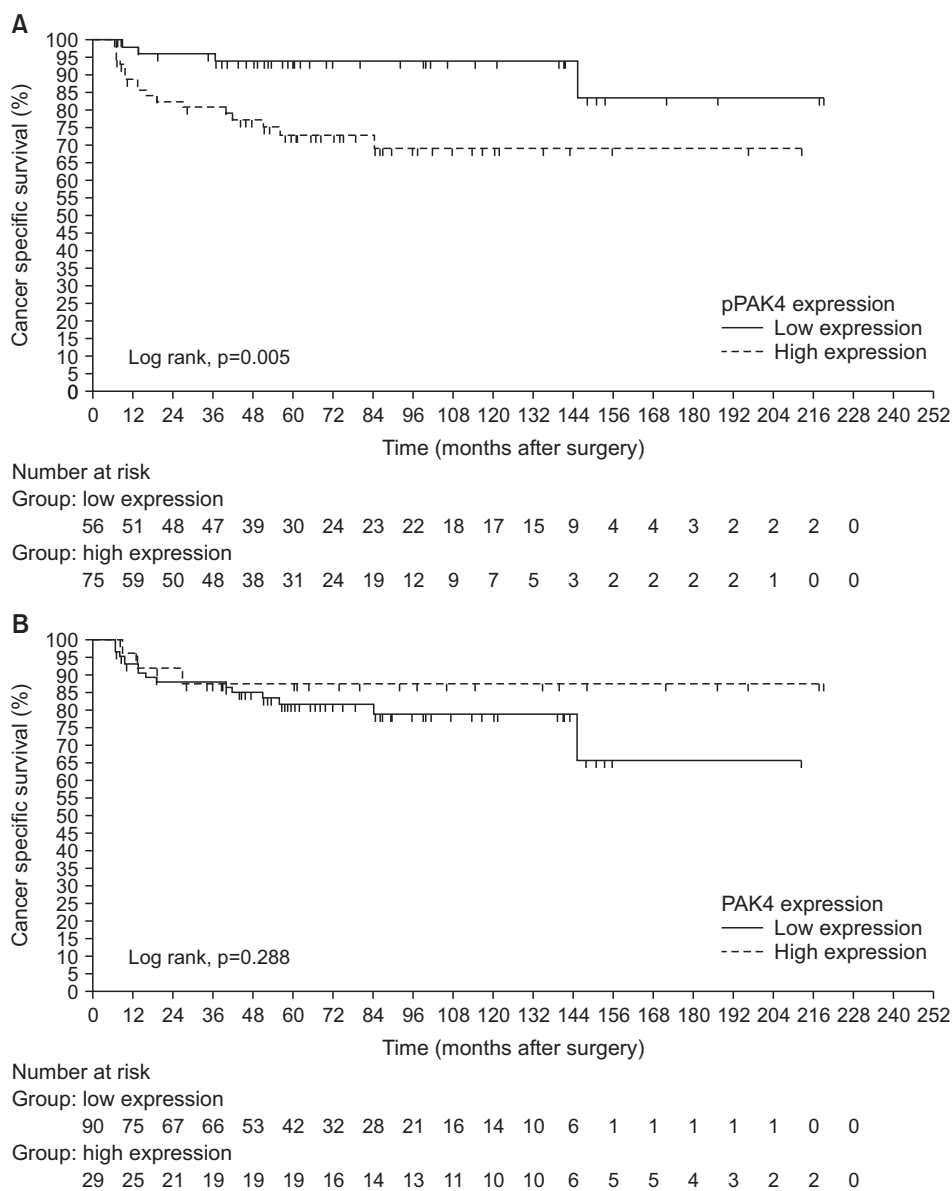 A
100
95
90
85
80
75
70
65
60
55
50
45
40
35
30
25
20
15
10
5
0
Cancer specific survival (%)
pPAK4 expression
Low expression
High expression
Log rank, p=0.005
0 12 24 36 48 60 72 84 96 108 120 132 144 156 168 180 192 204 216 228 240 252
Time (months after surgery)
Number at risk
Group: low expression
56 51 48 47 39 30 24 23 22 18 17 15 9 4 4 3 2 2 2 0
Group: high expression
75 59 50 48 38 31 24 19 12 9 7 5 3 2 2 2 2 1 0 0
B
100
95
90
85
80
75
70
65
60
55
50
45
40
35
30
25
20
15
10
5
0
Cancer specific survival (%)
PAK4 expression
Low expression
High expression
Log rank, p=0.288
0 12 24 36 48 60 72 84 96 108 120 132 144 156 168 180 192 204 216 228 240 252
Time (months after surgery)
Number at risk
Group: low expression
90 75 67 66 53 42 32 28 21 16 14 10 6 1 1 1 1 1 0 0
Group: high expression
29 25 21 19 19 19 16 14 13 11 10 10 6 5 5 4 3 2 2 0